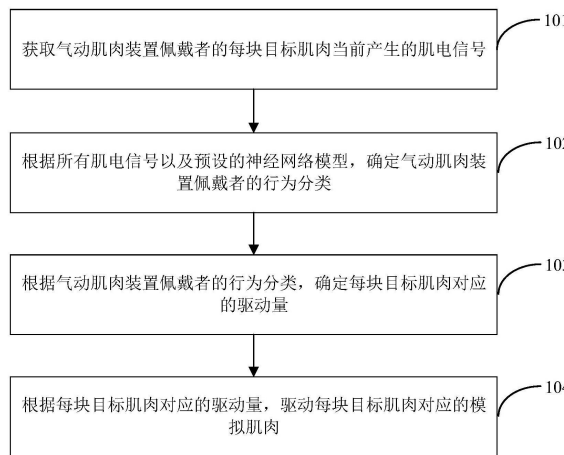 101
获取气动肌肉装置佩戴者的每块目标肌肉当前产生的肌电信号
102
根据所有肌电信号以及预设的神经网络模型，确定气动肌肉装
置佩戴者的行为分类
103
根据气动肌肉装置佩戴者的行为分类，确定每块目标肌肉对应
的驱动量
104
根据每块目标肌肉对应的驱动量，驱动每块目标肌肉对应的模
拟肌肉